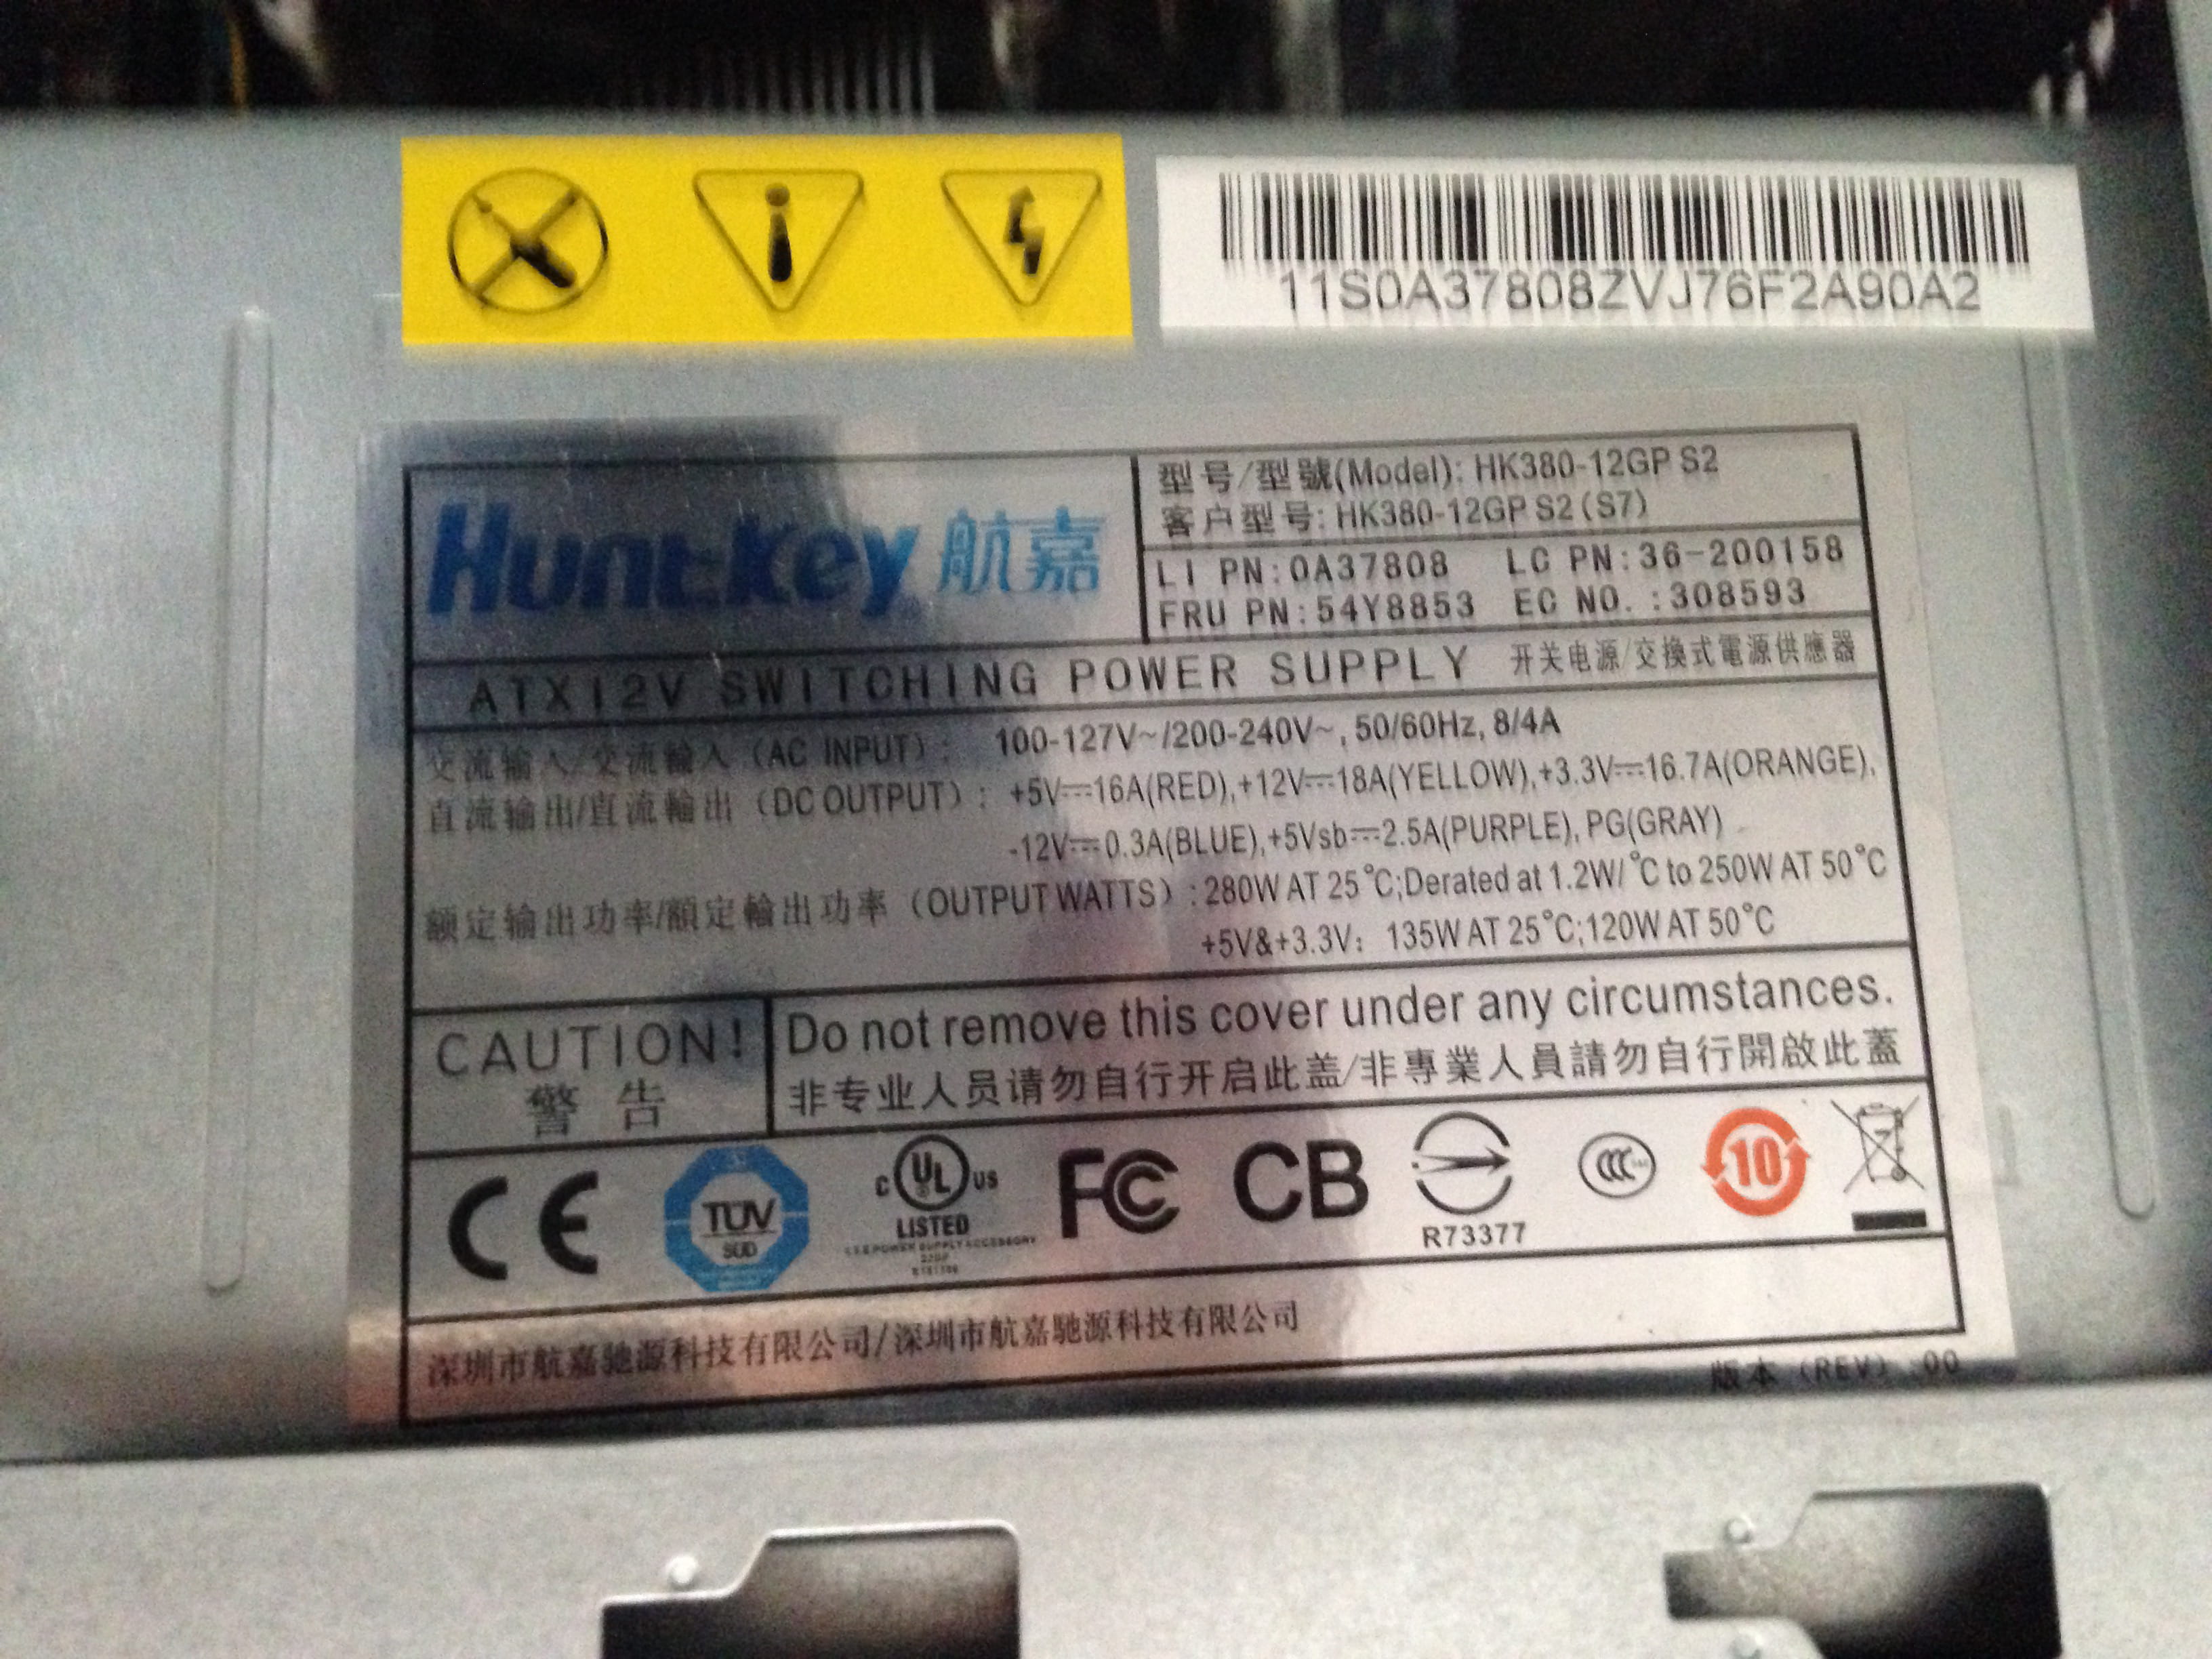 11S0A37808ZVJ76F2A90A2
Huntkey 航嘉
型号/型號(Model): HK380-12GP S2
客户型号: HK380-12GP S2 (S7)
LI PN:0A37808 LC PN:36-200158
FRU PN:54Y8853 EC NO. :308593
ATX12V SWITCHING POWER SUPPLY 开关电源/交換式電源供應器
交流输入/交流輸入 (AC INPUT): 100-127V~/200-240V~, 50/60Hz, 8/4A
直流输出/直流輸出 (DC OUTPUT): +5V⎓16A(RED),+12V⎓18A(YELLOW),+3.3V⎓16.7A(ORANGE),
-12V⎓0.3A(BLUE),+5Vsb⎓2.5A(PURPLE), PG(GRAY)
额定输出功率/額定輸出功率 (OUTPUT WATTS): 280W AT 25°C;Derated at 1.2W/°C to 250W AT 50°C
+5V&+3.3V: 135W AT 25°C;120W AT 50°C
CAUTION!
警告
Do not remove this cover under any circumstances.
非专业人员请勿自行开启此盖/非專業人員請勿自行開啟此蓋
CE TÜV SÜD C UL US LISTED FC CB R73377 CCC 10
I.T.E POWER SUPPLY ACCESSORY
深圳市航嘉驰源科技有限公司/深圳市航嘉馳源科技有限公司
版本 (REV) :00